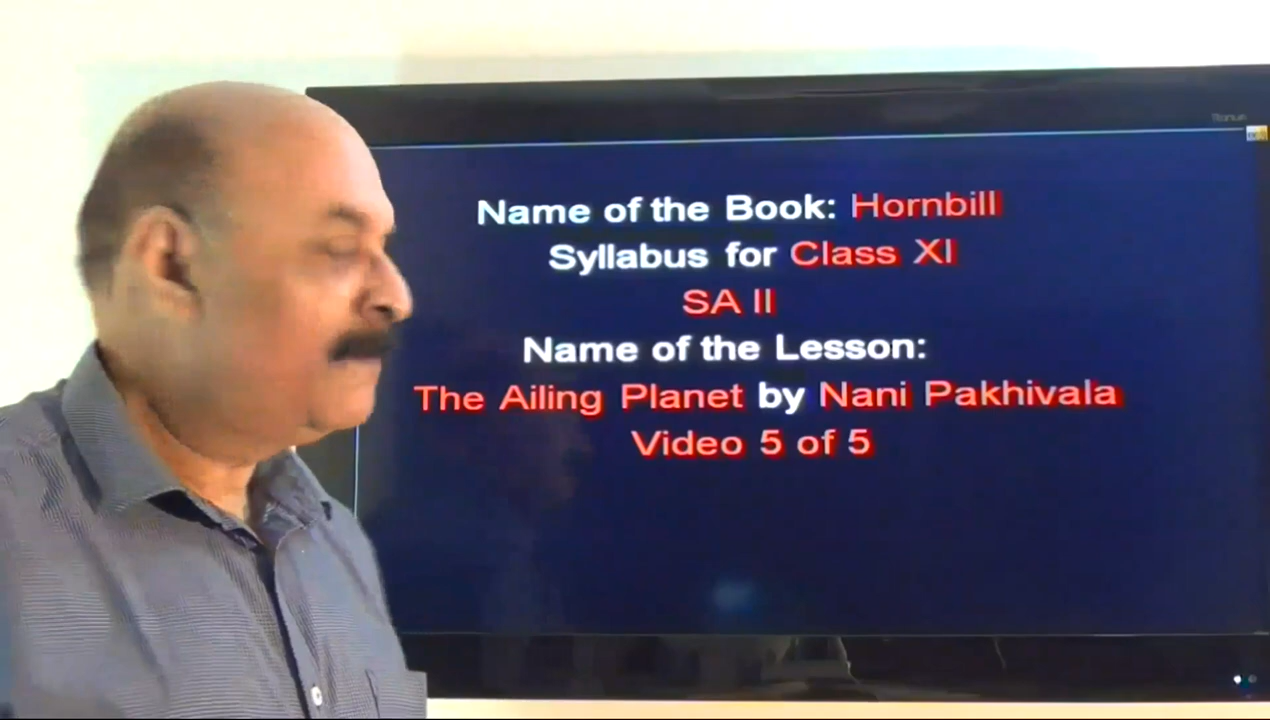 Name of the Book: Hornbill
Syllabus for Class XI
SA II
Name of the Lesson:
The Ailing Planet by Nani Pakhivala
Video 5 of 5